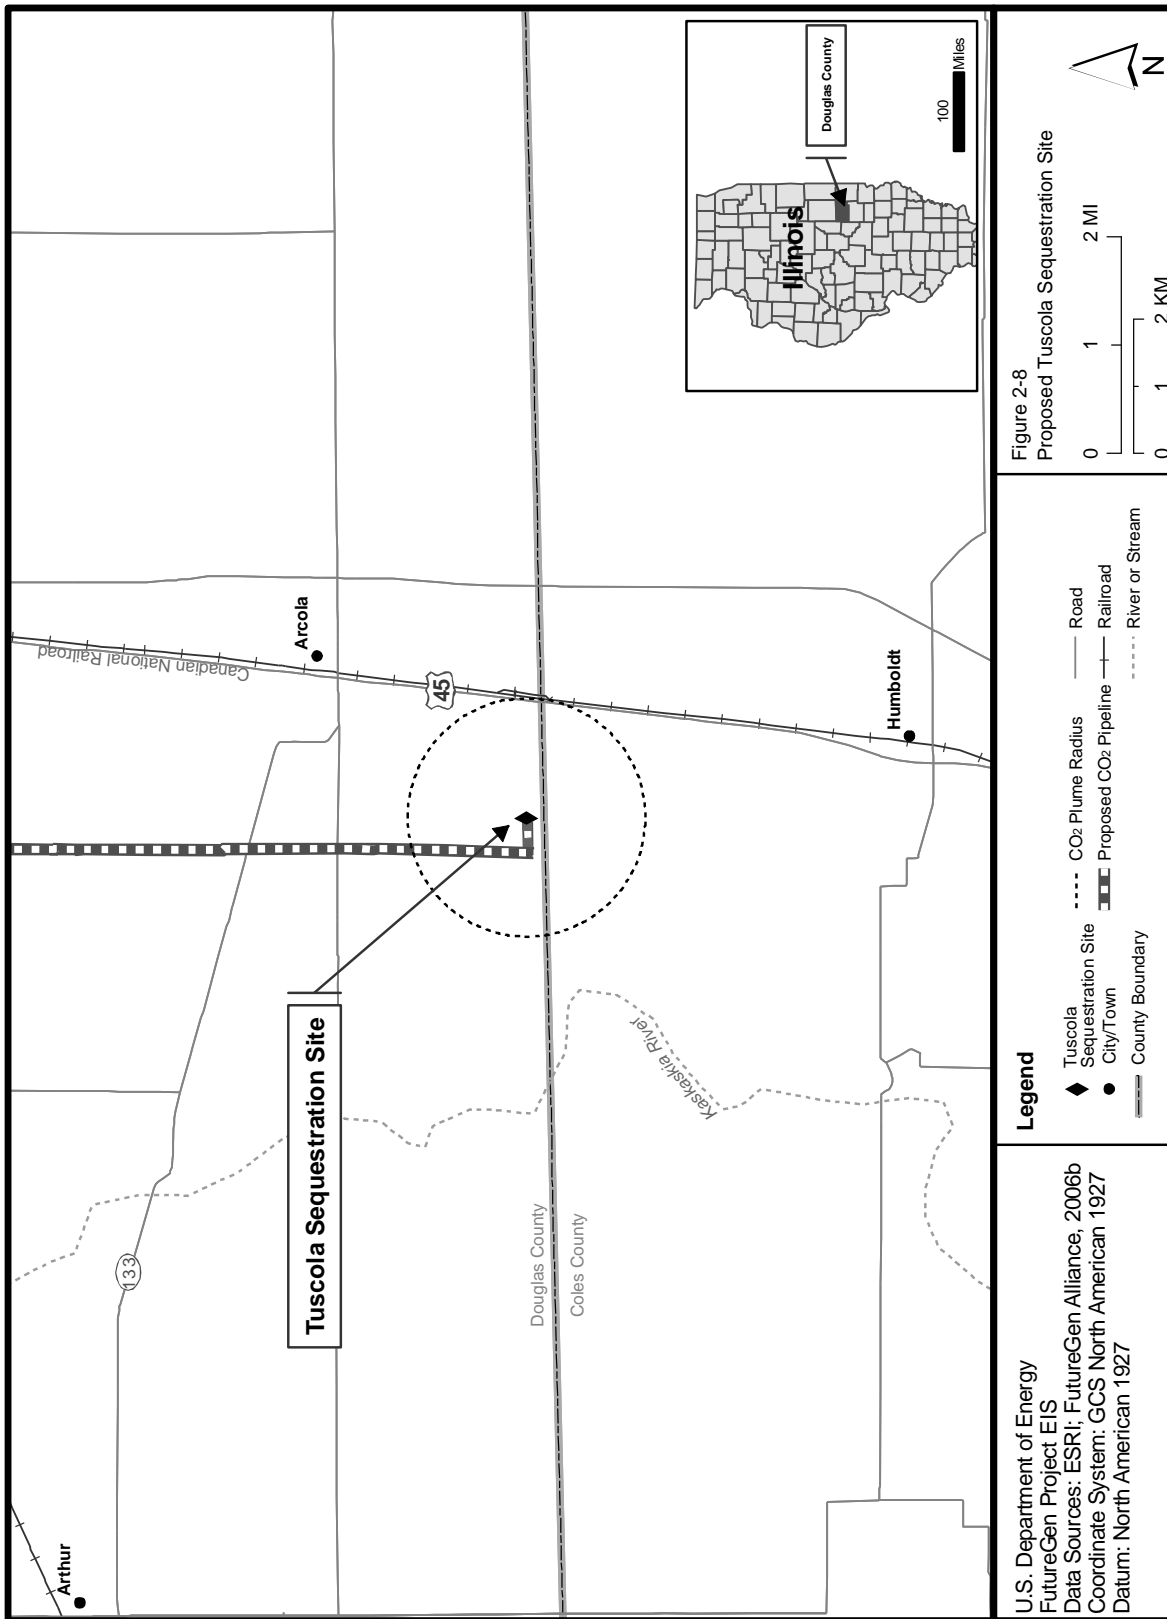 Arthur
133
Tuscola Sequestration Site
Arcola
Canadian National Railroad
45
Douglas County
Coles County
Kaskaskia River
Humboldt
Illinois
Douglas County
100
Miles
U.S. Department of Energy
FutureGen Project EIS
Data Sources: ESRI; FutureGen Alliance, 2006b
Coordinate System: GCS North American 1927
Datum: North American 1927
Legend
Tuscola
Sequestration Site
City/Town
County Boundary
CO2 Plume Radius
Proposed CO2 Pipeline
Road
Railroad
River or Stream
Figure 2-8
Proposed Tuscola Sequestration Site
0 1 2 MI
0 1 2 KM
N